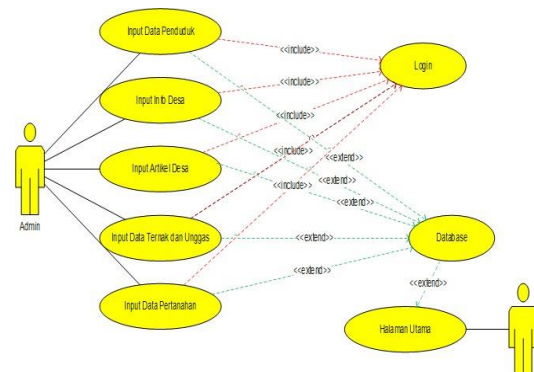 Input Data Penduduk
<<include>>
Login
<<include>>
Input Info Desa
<<include>>
<<include>>
<<extend>>
Input Artikel Desa
<<include>>
<<extend>>
<<extend>>
Admin
Input Data Ternak dan Unggas
<<extend>>
Database
<<extend>>
<<extend>>
Input Data Pertanahan
Halaman Utama